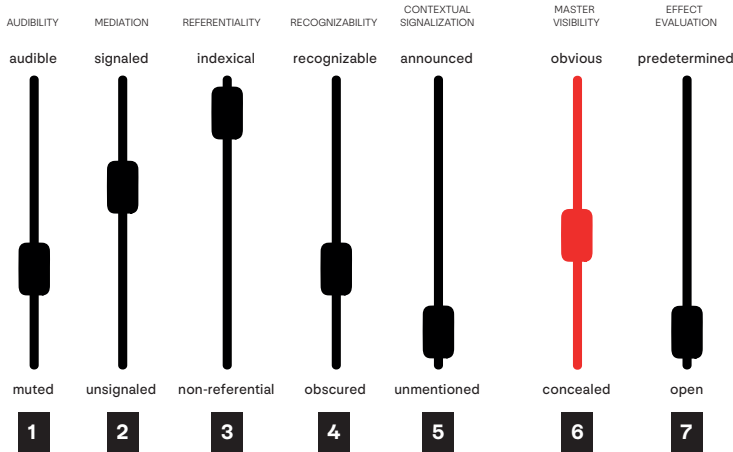 AUDIBILITY
MEDIATION
REFERENTIALITY
RECOGNIZABILITY
CONTEXTUAL
SIGNALIZATION
MASTER
VISIBILITY
EFFECT
EVALUATION
audible
signaled
indexical
recognizable
announced
obvious
predetermined
muted
unsignaled
non-referential
obscured
unmentioned
concealed
open
1
2
3
4
5
6
7